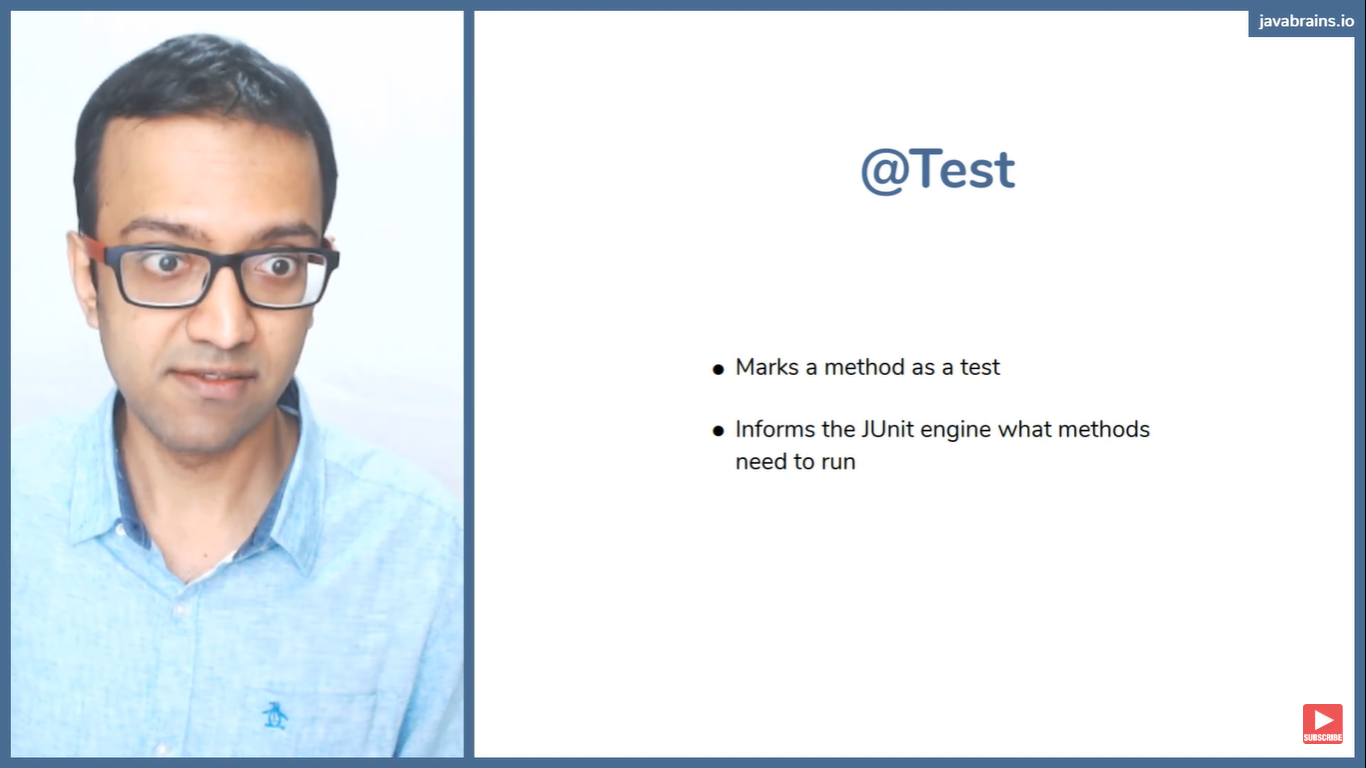 javabrains.io
@Test
● Marks a method as a test
● Informs the JUnit engine what methods
need to run
SUBSCRIBE